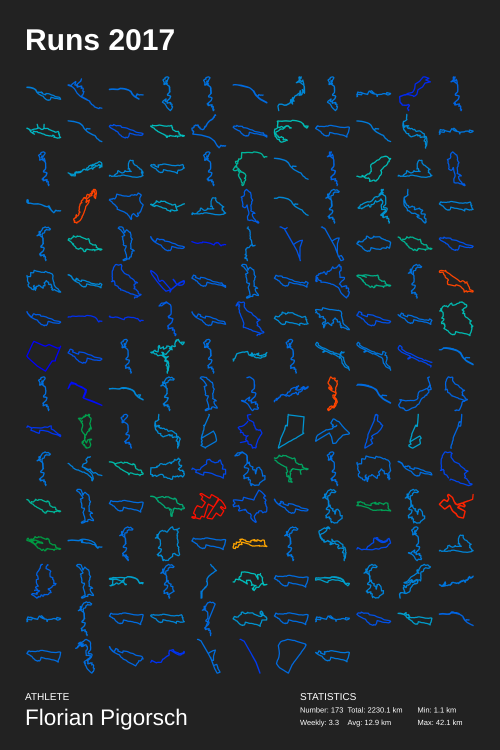 Runs 2017
ATHLETE
Florian Pigorsch
STATISTICS
Number: 173 Total: 2230.1 km Min: 1.1 km
Weekly: 3.3 Avg: 12.9 km Max: 42.1 km